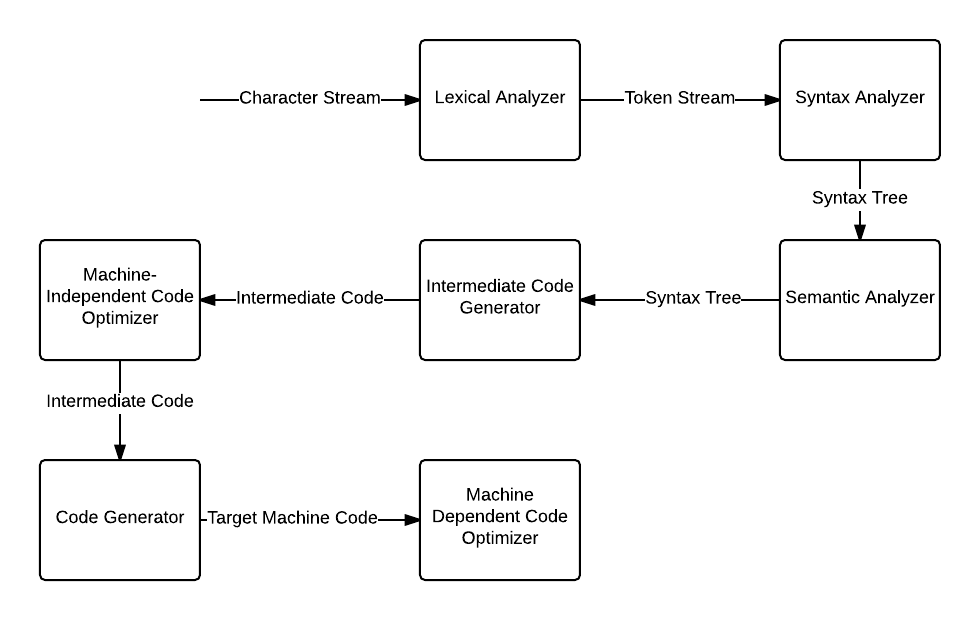 Character Stream
Lexical Analyzer
Token Stream
Syntax Analyzer
Syntax Tree
Semantic Analyzer
Syntax Tree
Intermediate Code
Generator
Intermediate Code
Machine-
Independent Code
Optimizer
Intermediate Code
Code Generator
Target Machine Code
Machine
Dependent Code
Optimizer